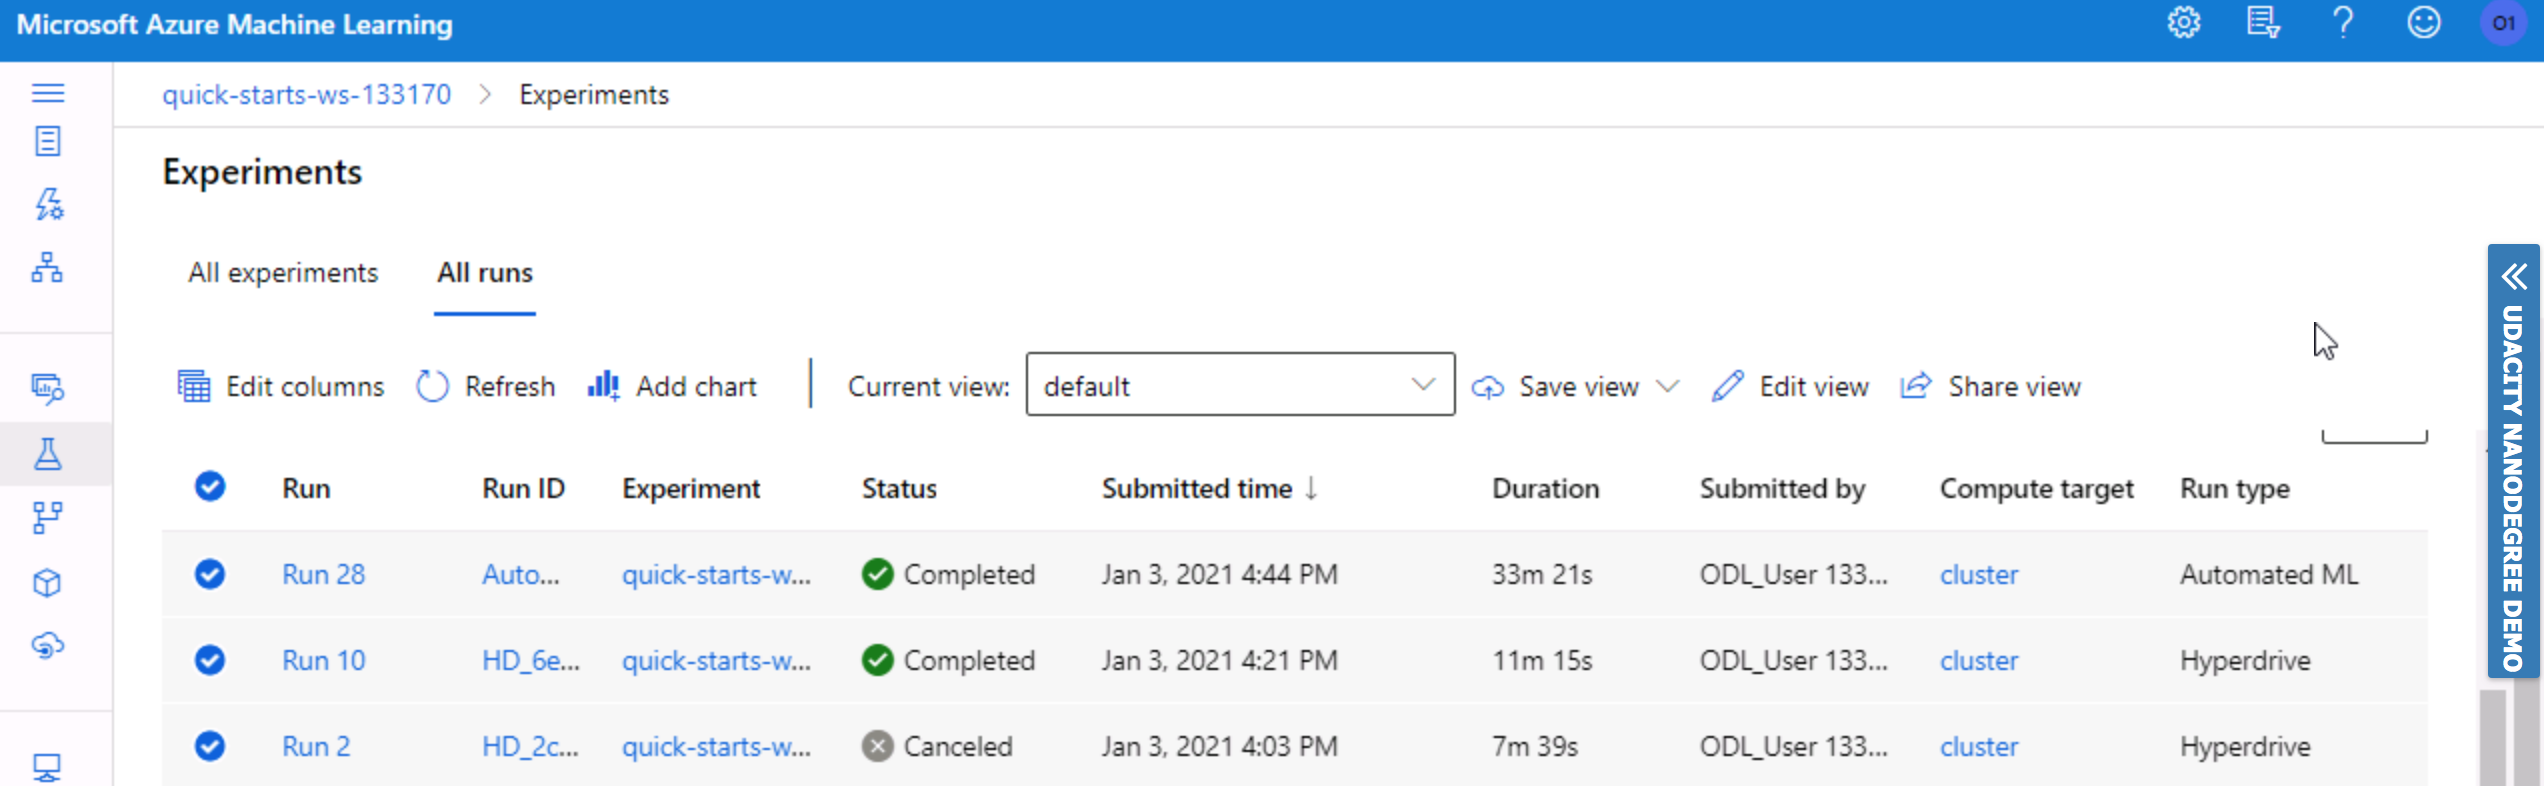 Microsoft Azure Machine Learning
O1
quick-starts-ws-133170 > Experiments
Experiments
All experiments All runs
Edit columns Refresh Add chart Current view: default Save view Edit view Share view
Run Run ID Experiment Status Submitted time ↓ Duration Submitted by Compute target Run type
Run 28 Auto... quick-starts-w... Completed Jan 3, 2021 4:44 PM 33m 21s ODL_User 133... cluster Automated ML
Run 10 HD_6e... quick-starts-w... Completed Jan 3, 2021 4:21 PM 11m 15s ODL_User 133... cluster Hyperdrive
Run 2 HD_2c... quick-starts-w... Canceled Jan 3, 2021 4:03 PM 7m 39s ODL_User 133... cluster Hyperdrive
UDACITY NANODEGREE DEMO